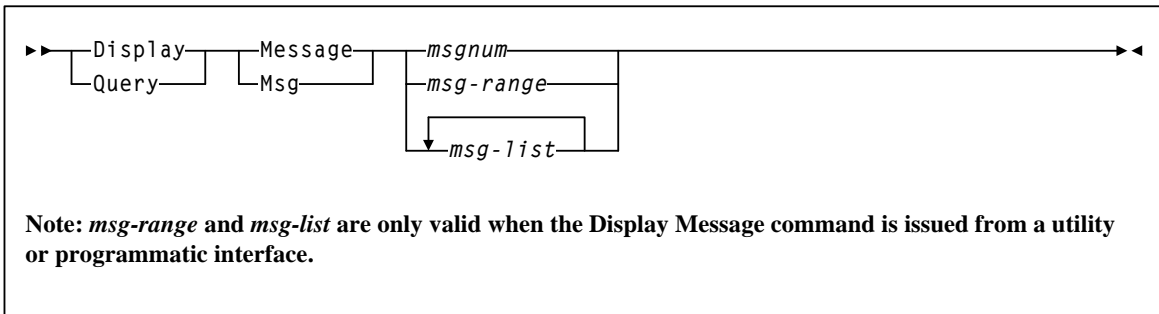 Display Message msgnum
Query Msg msg-range
msg-list
Note: msg-range and msg-list are only valid when the Display Message command is issued from a utility
or programmatic interface.